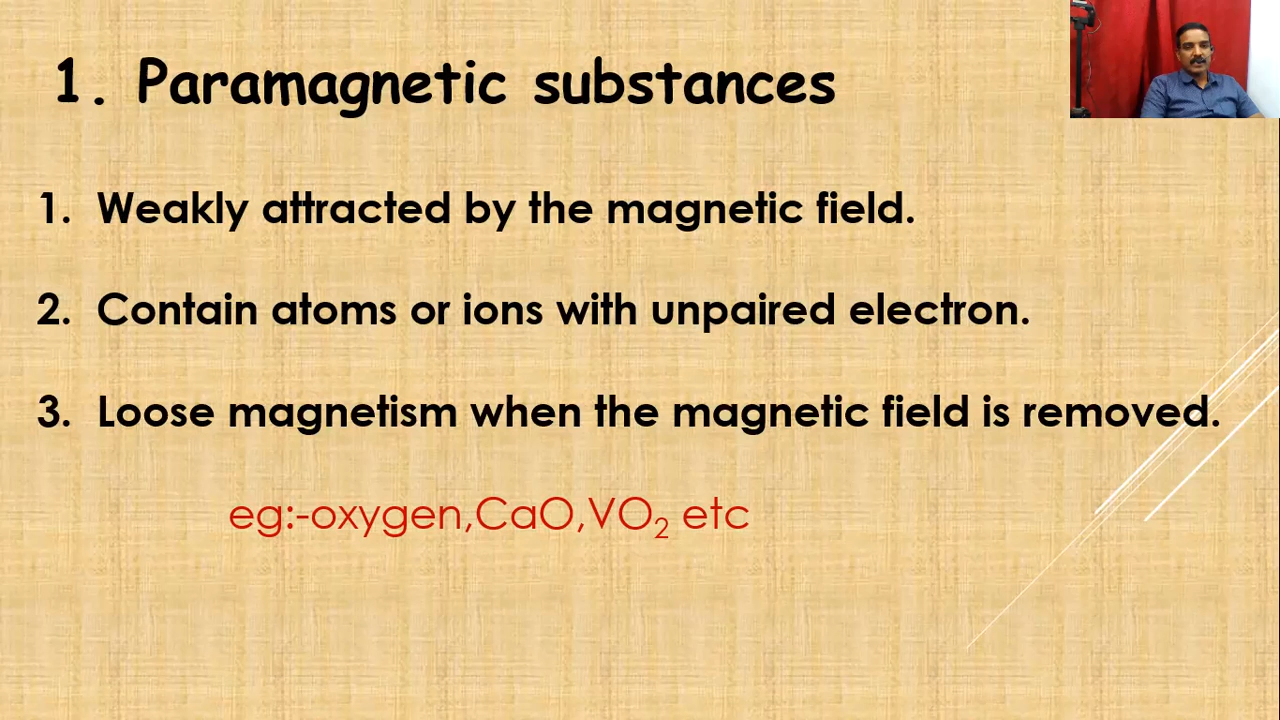 1. Paramagnetic substances
1. Weakly attracted by the magnetic field.
2. Contain atoms or ions with unpaired electron.
3. Loose magnetism when the magnetic field is removed.
eg:-oxygen,CaO,VO₂ etc